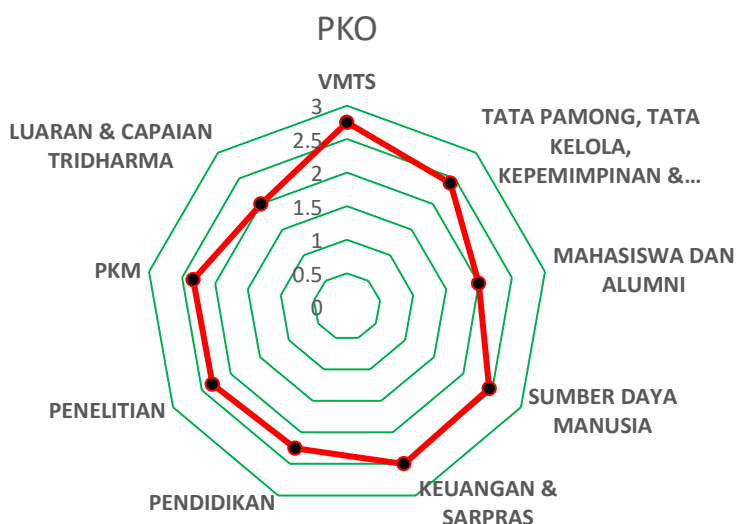 PKO
VMTS
TATA PAMONG, TATA
KELOLA,
KEPEMIMPINAN &...
MAHASISWA DAN
ALUMNI
SUMBER DAYA
MANUSIA
KEUANGAN &
SARPRAS
PENDIDIKAN
PENELITIAN
PKM
LUARAN & CAPAIAN
TRIDHARMA
3
2.5
2
1.5
1
0.5
0